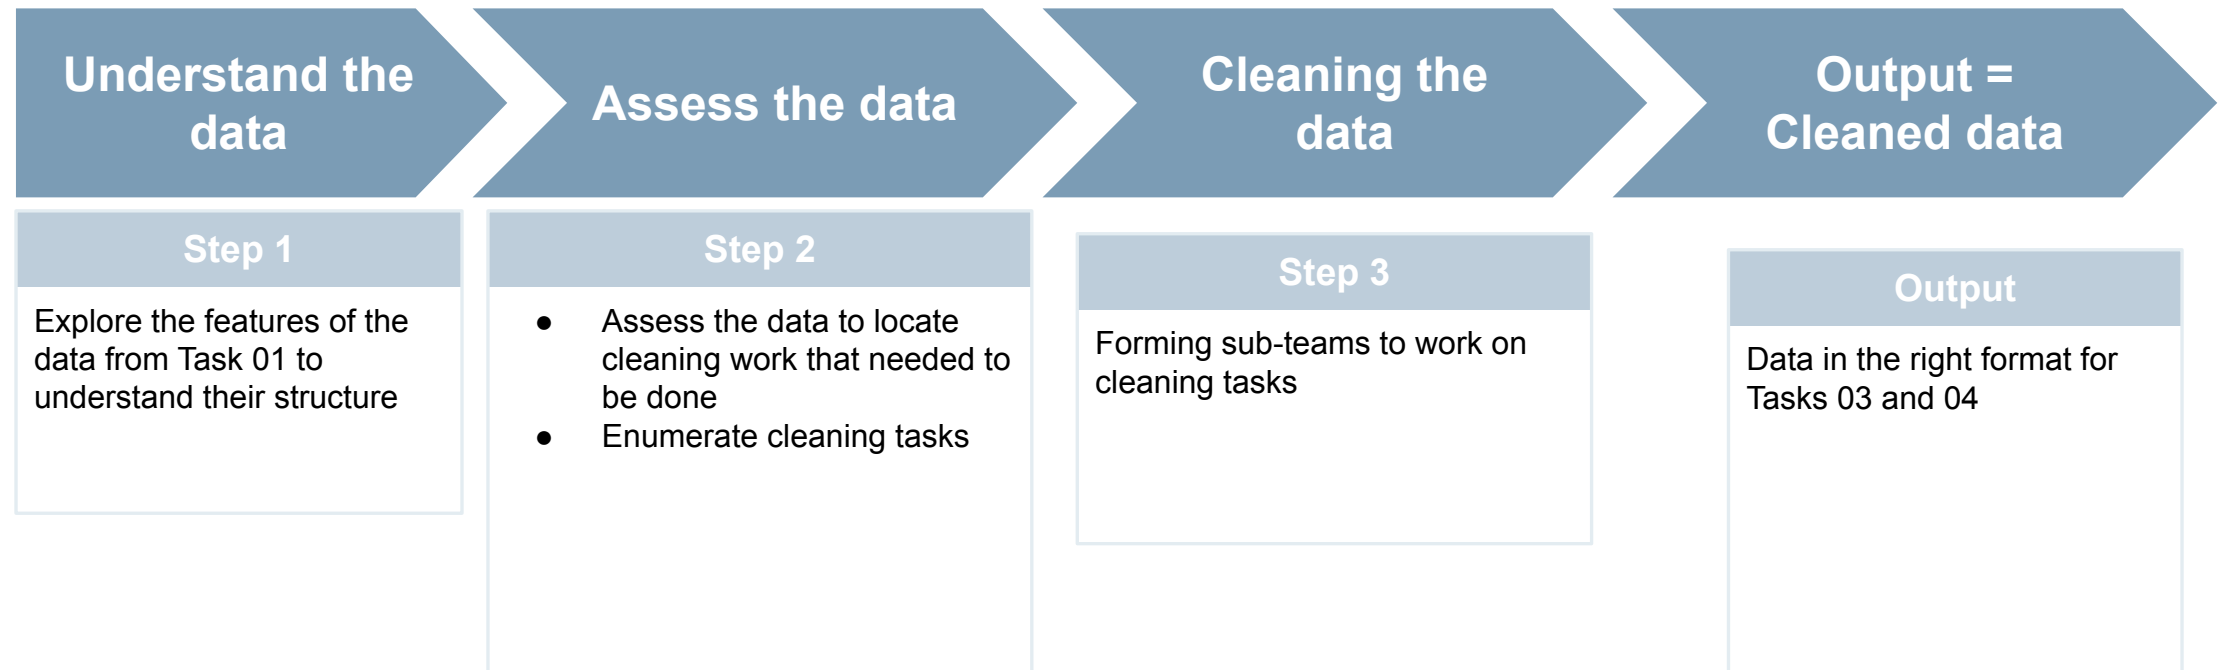 Understand the
data
Assess the data
Cleaning the
data
Output =
Cleaned data
Step 1
Explore the features of the
data from Task 01 to
understand their structure
Step 2
● Assess the data to locate
cleaning work that needed to
be done
● Enumerate cleaning tasks
Step 3
Forming sub-teams to work on
cleaning tasks
Output
Data in the right format for
Tasks 03 and 04